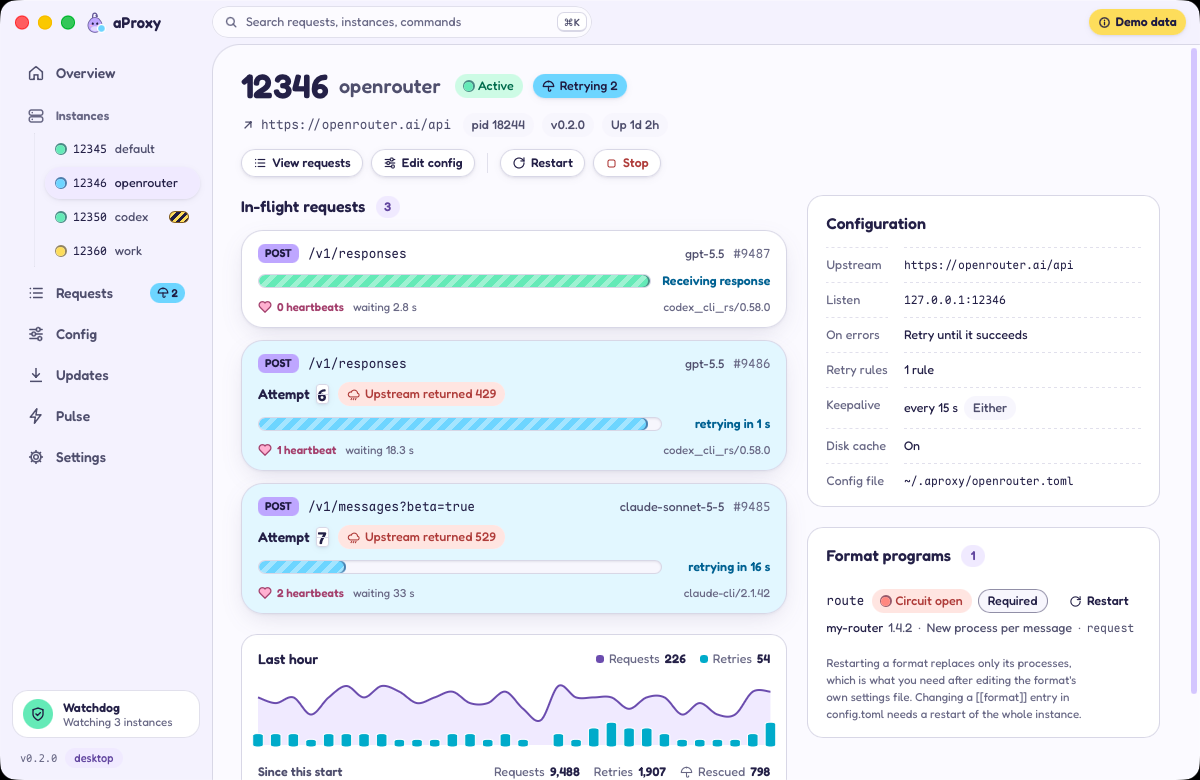 aProxy
Search requests, instances, commands
⌘K
Demo data
Overview
Instances
12345 default
12346 openrouter
12350 codex
12360 work
Requests 2
Config
Updates
Pulse
Settings
Watchdog
Watching 3 instances
v0.2.0 desktop
12346 openrouter Active Retrying 2
https://openrouter.ai/api pid 18244 v0.2.0 Up 1d 2h
View requests Edit config Restart Stop
In-flight requests 3
POST /v1/responses gpt-5.5 #9487
Receiving response
0 heartbeats waiting 2.8 s codex_cli_rs/0.58.0
POST /v1/responses gpt-5.5 #9486
Attempt 6 Upstream returned 429
retrying in 1 s
1 heartbeat waiting 18.3 s codex_cli_rs/0.58.0
POST /v1/messages?beta=true claude-sonnet-5-5 #9485
Attempt 7 Upstream returned 529
retrying in 16 s
2 heartbeats waiting 33 s claude-cli/2.1.42
Last hour Requests 226 Retries 54
Since this start Requests 9,488 Retries 1,907 Rescued 798
Configuration
Upstream https://openrouter.ai/api
Listen 127.0.0.1:12346
On errors Retry until it succeeds
Retry rules 1 rule
Keepalive every 15 s Either
Disk cache On
Config file ~/.aproxy/openrouter.toml
Format programs 1
route Circuit open Required Restart
my-router 1.4.2 · New process per message · request
Restarting a format replaces only its processes,
which is what you need after editing the format's
own settings file. Changing a [[format]] entry in
config.toml needs a restart of the whole instance.